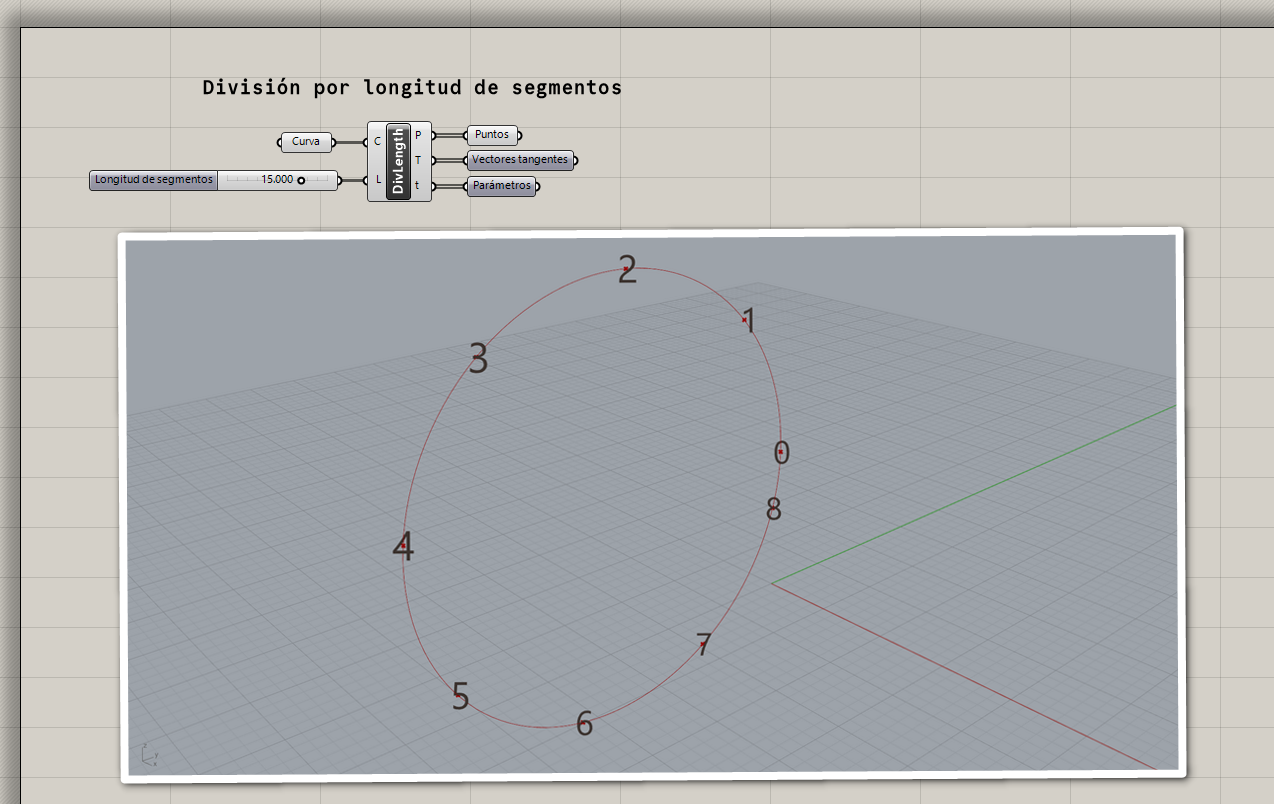 División por longitud de segmentos
Curva
C
DivLength
P
Puntos
T
Vectores tangentes
Longitud de segmentos
15.000
L
t
Parámetros
2
1
3
0
8
4
7
5
6
z
y
x